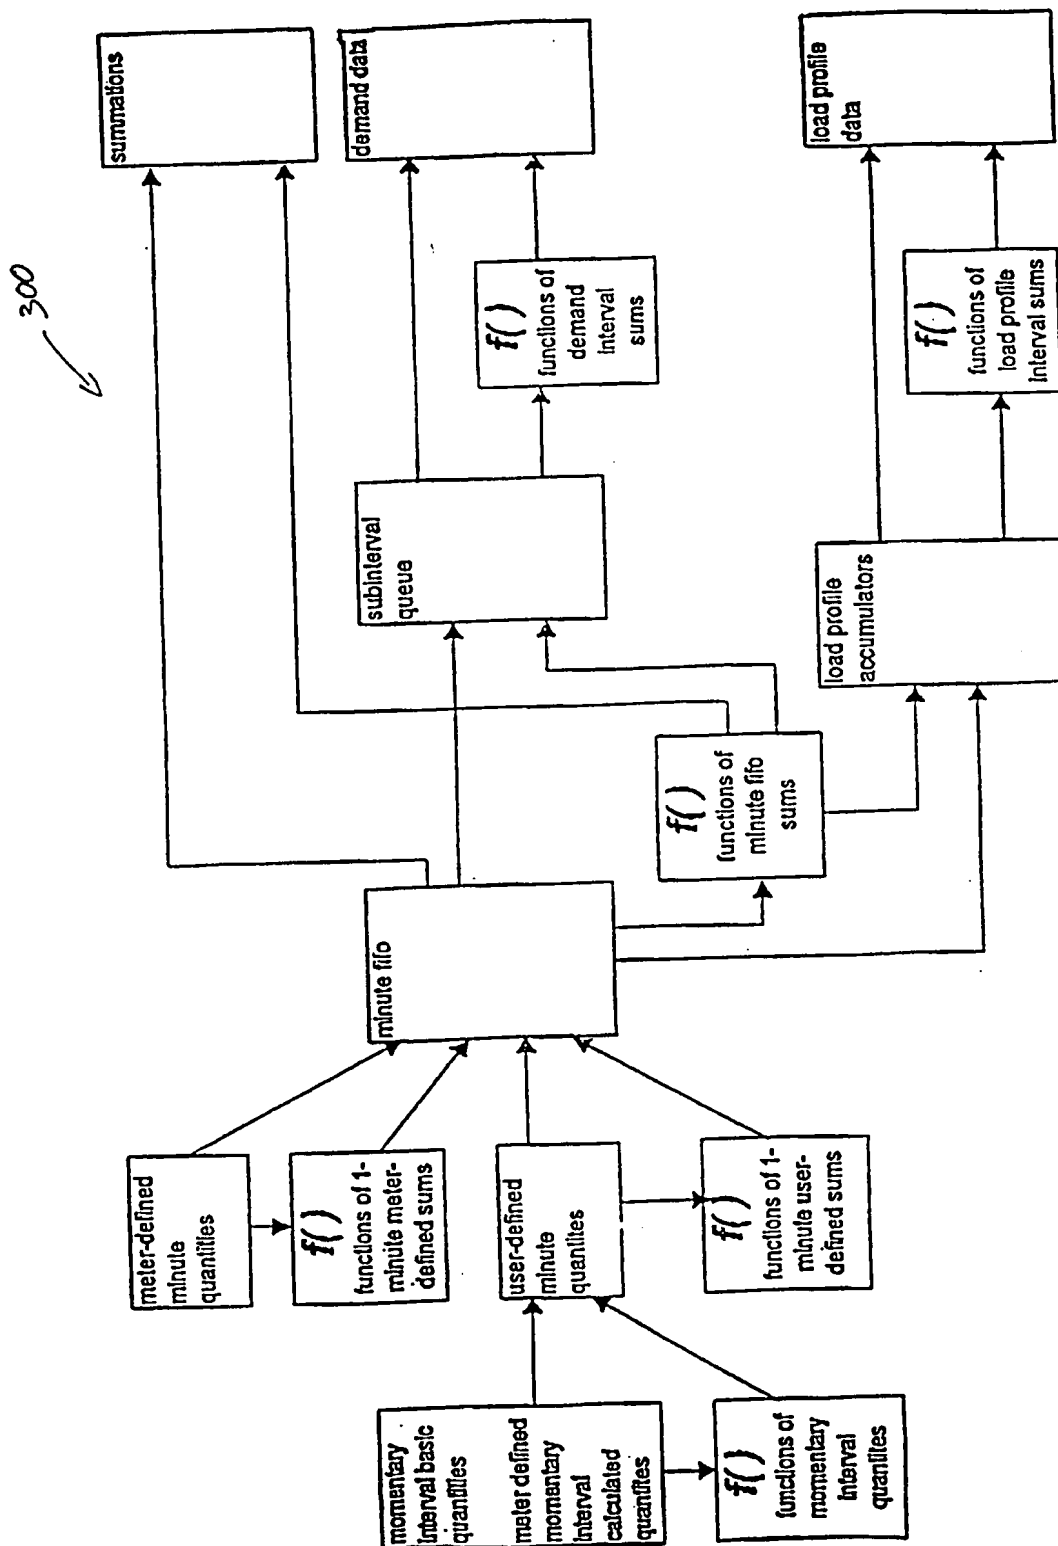 300
summations
demand data
load profile
data
f()
functions of
demand
interval
sums
f()
functions of
load profile
interval sums
subinterval
queue
load profile
accumulators
f()
functions of
minute fifo
sums
minute fifo
meter-defined
minute
quantities
f()
functions of 1-
minute meter-
defined sums
user-defined
minute
quantites
f()
functions of 1-
minute user-
defined sums
momentary
interval basic
quantities
meter defined
momentary
interval
calculated
quantites
f()
functions of
momentary
interval
quantites